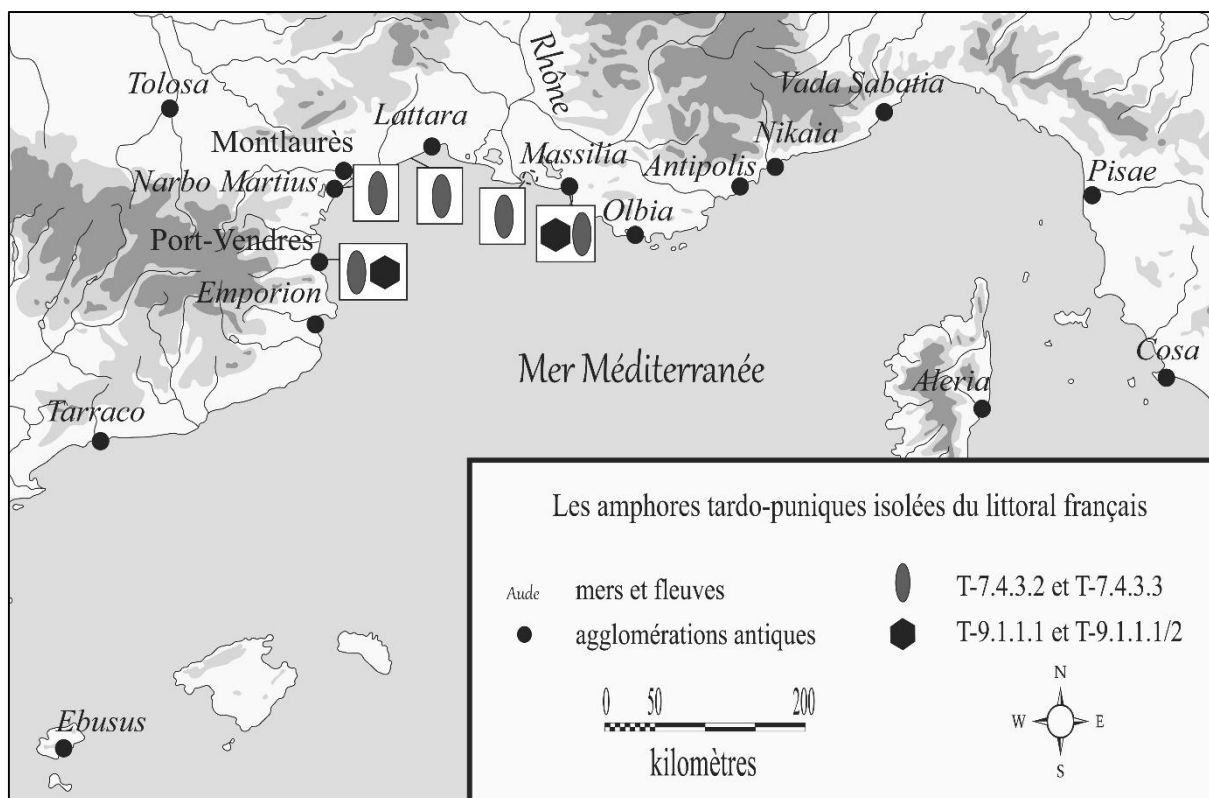 Rhône
Tolosa
Lattara
Vada Sabatia
Montlaurès
Massilia
Nikaia
Narbo Martius
Antipolis
Pisae
Olbia
Port-Vendres
Emporion
Mer Méditerranée
Cosa
Aleria
Tarraco
Ebusus
Les amphores tardo-puniques isolées du littoral français
Aude mers et fleuves
agglomérations antiques
T-7.4.3.2 et T-7.4.3.3
T-9.1.1.1 et T-9.1.1.1/2
0 50 200
kilomètres
N
W E
S